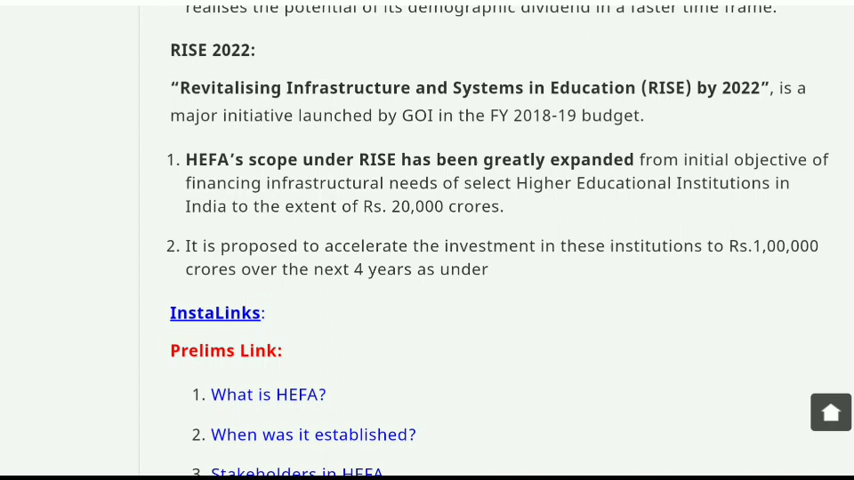 realises the potential of its demographic dividend in a faster time frame.
RISE 2022:
“Revitalising Infrastructure and Systems in Education (RISE) by 2022”, is a
major initiative launched by GOI in the FY 2018-19 budget.
1. HEFA’s scope under RISE has been greatly expanded from initial objective of
financing infrastructural needs of select Higher Educational Institutions in
India to the extent of Rs. 20,000 crores.
2. It is proposed to accelerate the investment in these institutions to Rs.1,00,000
crores over the next 4 years as under
InstaLinks:
Prelims Link:
1. What is HEFA?
2. When was it established?
3. Stakeholders in HEFA